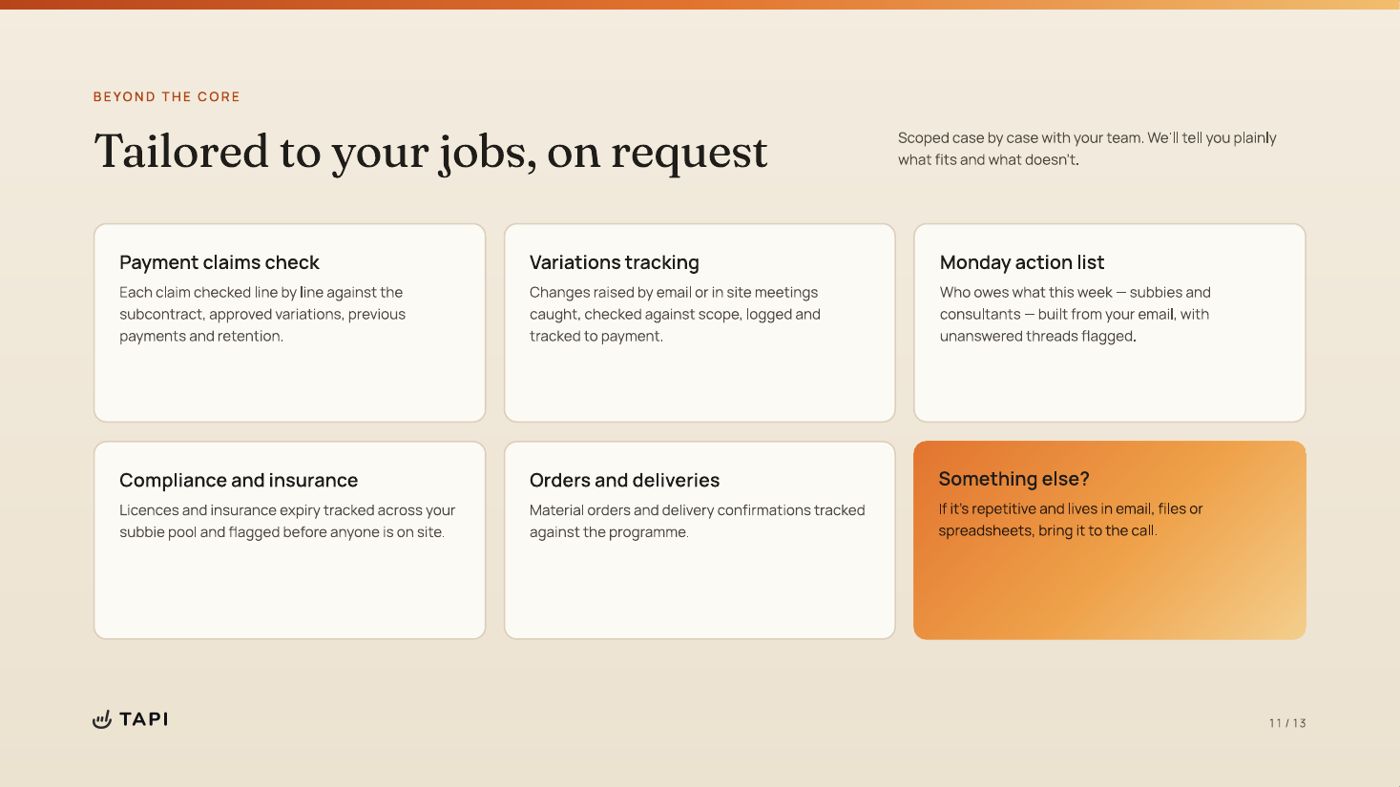 BEYOND THE CORE
Tailored to your jobs, on request
Scoped case by case with your team. We'll tell you plainly
what fits and what doesn't.
Payment claims check
Each claim checked line by line against the
subcontract, approved variations, previous
payments and retention.
Variations tracking
Changes raised by email or in site meetings
caught, checked against scope, logged and
tracked to payment.
Monday action list
Who owes what this week — subbies and
consultants — built from your email, with
unanswered threads flagged.
Compliance and insurance
Licences and insurance expiry tracked across your
subbie pool and flagged before anyone is on site.
Orders and deliveries
Material orders and delivery confirmations tracked
against the programme.
Something else?
If it's repetitive and lives in email, files or
spreadsheets, bring it to the call.
TAPI
11 / 13